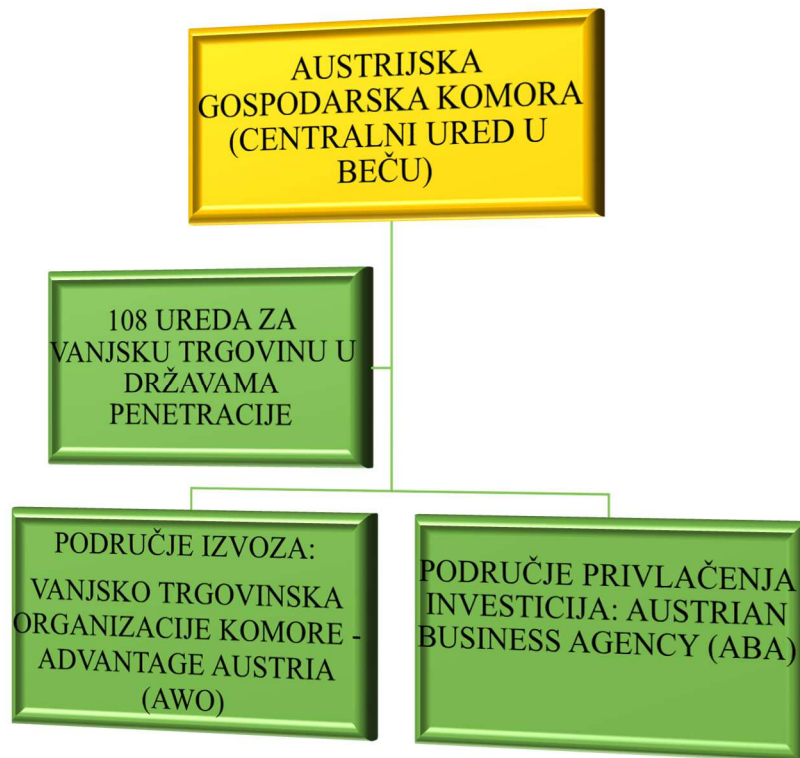 AUSTRIJSKA
GOSPODARSKA KOMORA
(CENTRALNI URED U
BEČU)
108 UREDA ZA
VANJSKU TRGOVINU U
DRŽAVAMA
PENETRACIJE
PODRUČJE IZVOZA:
VANJSKO TRGOVINSKA
ORGANIZACIJE KOMORE -
ADVANTAGE AUSTRIA
(AWO)
PODRUČJE PRIVLAČENJA
INVESTICIJA: AUSTRIAN
BUSINESS AGENCY (ABA)